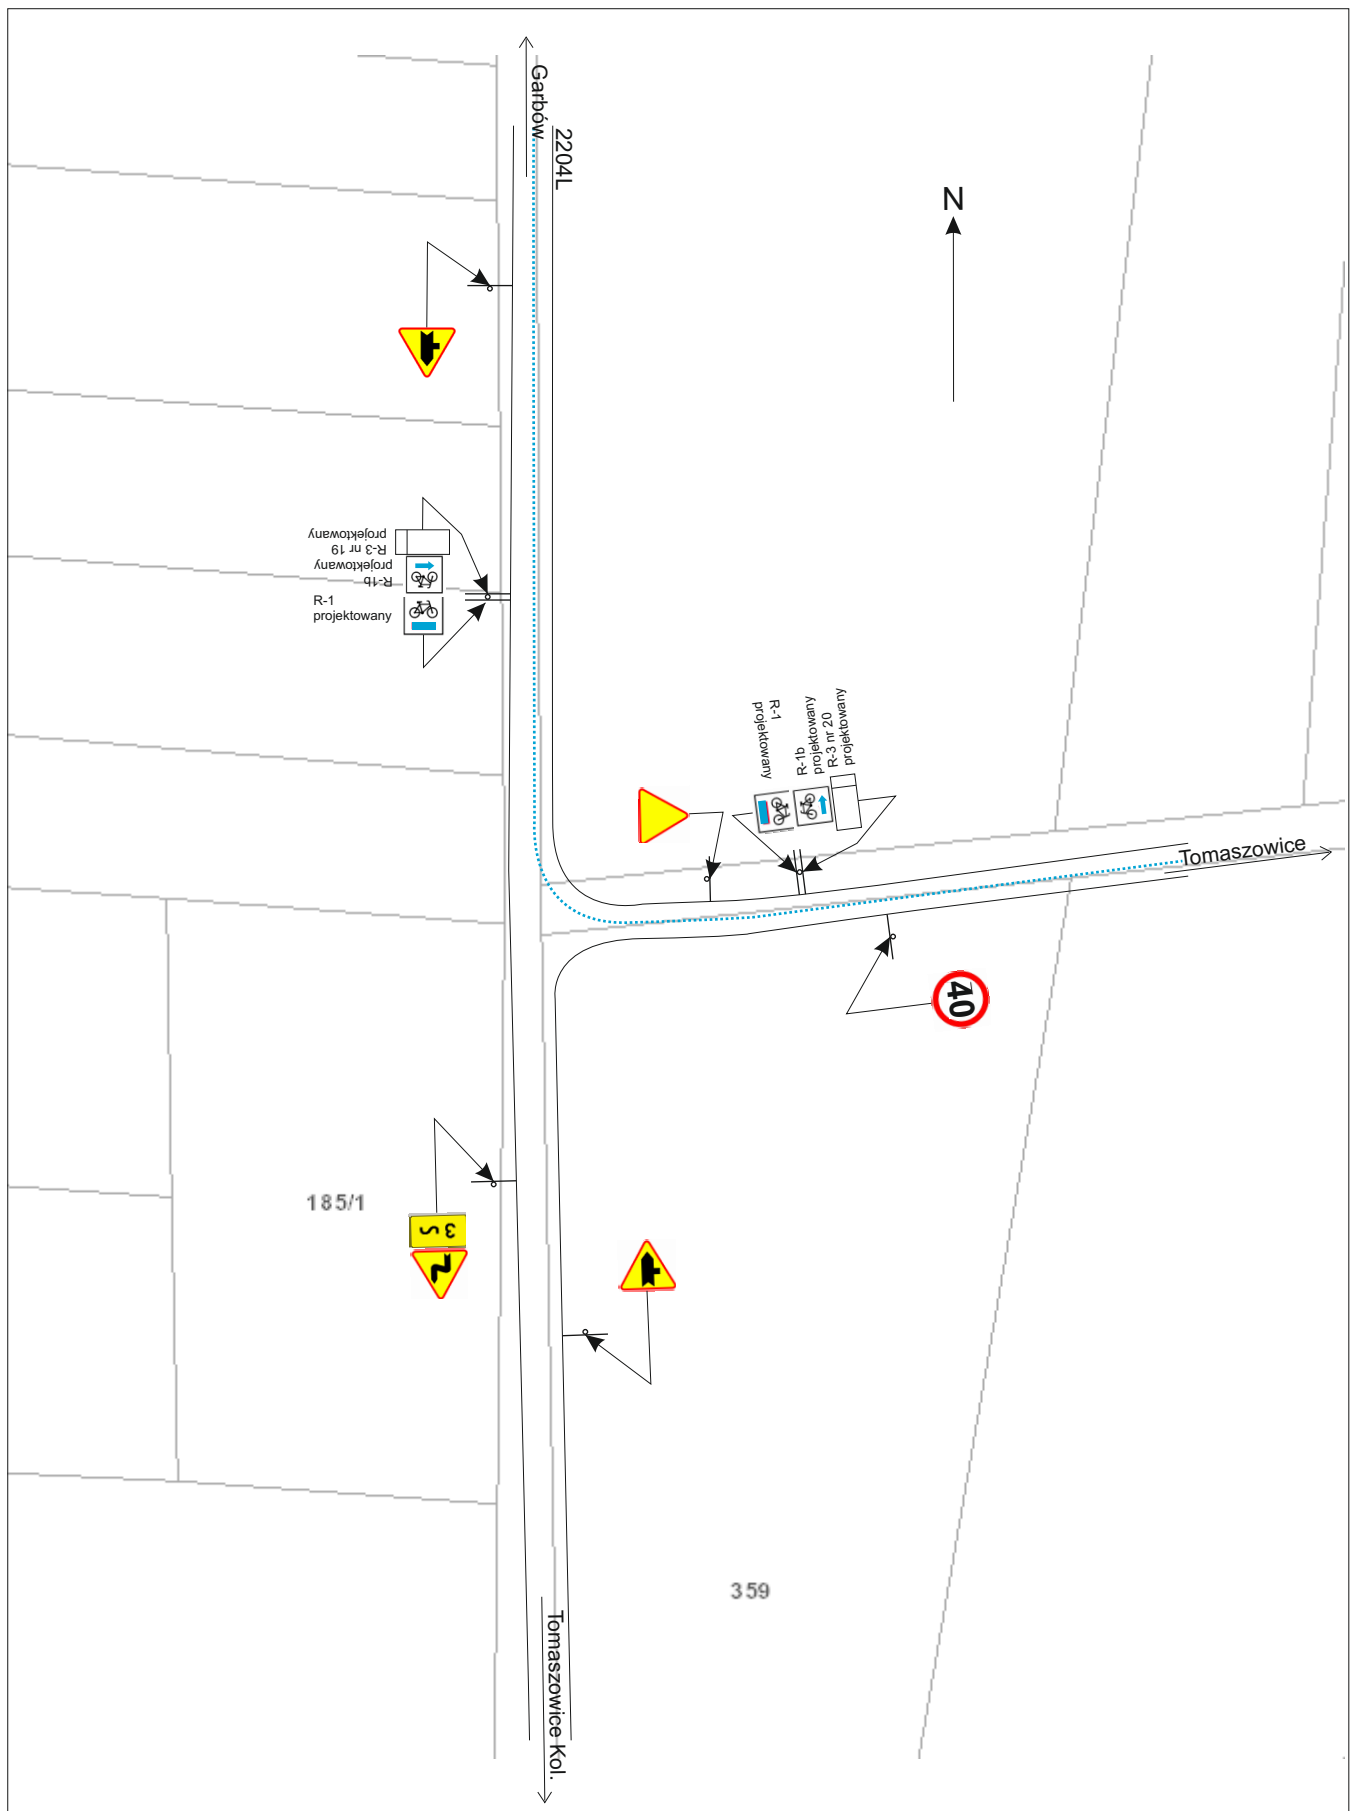 Garbów
2204L
N
R-3 nr 19
projektowany
R-1b
projektowany
R-1
projektowany
R-1
projektowany
R-1b
projektowany
R-3 nr 20
projektowany
Tomaszowice
40
185/1
3
359
Tomaszowice Kol.